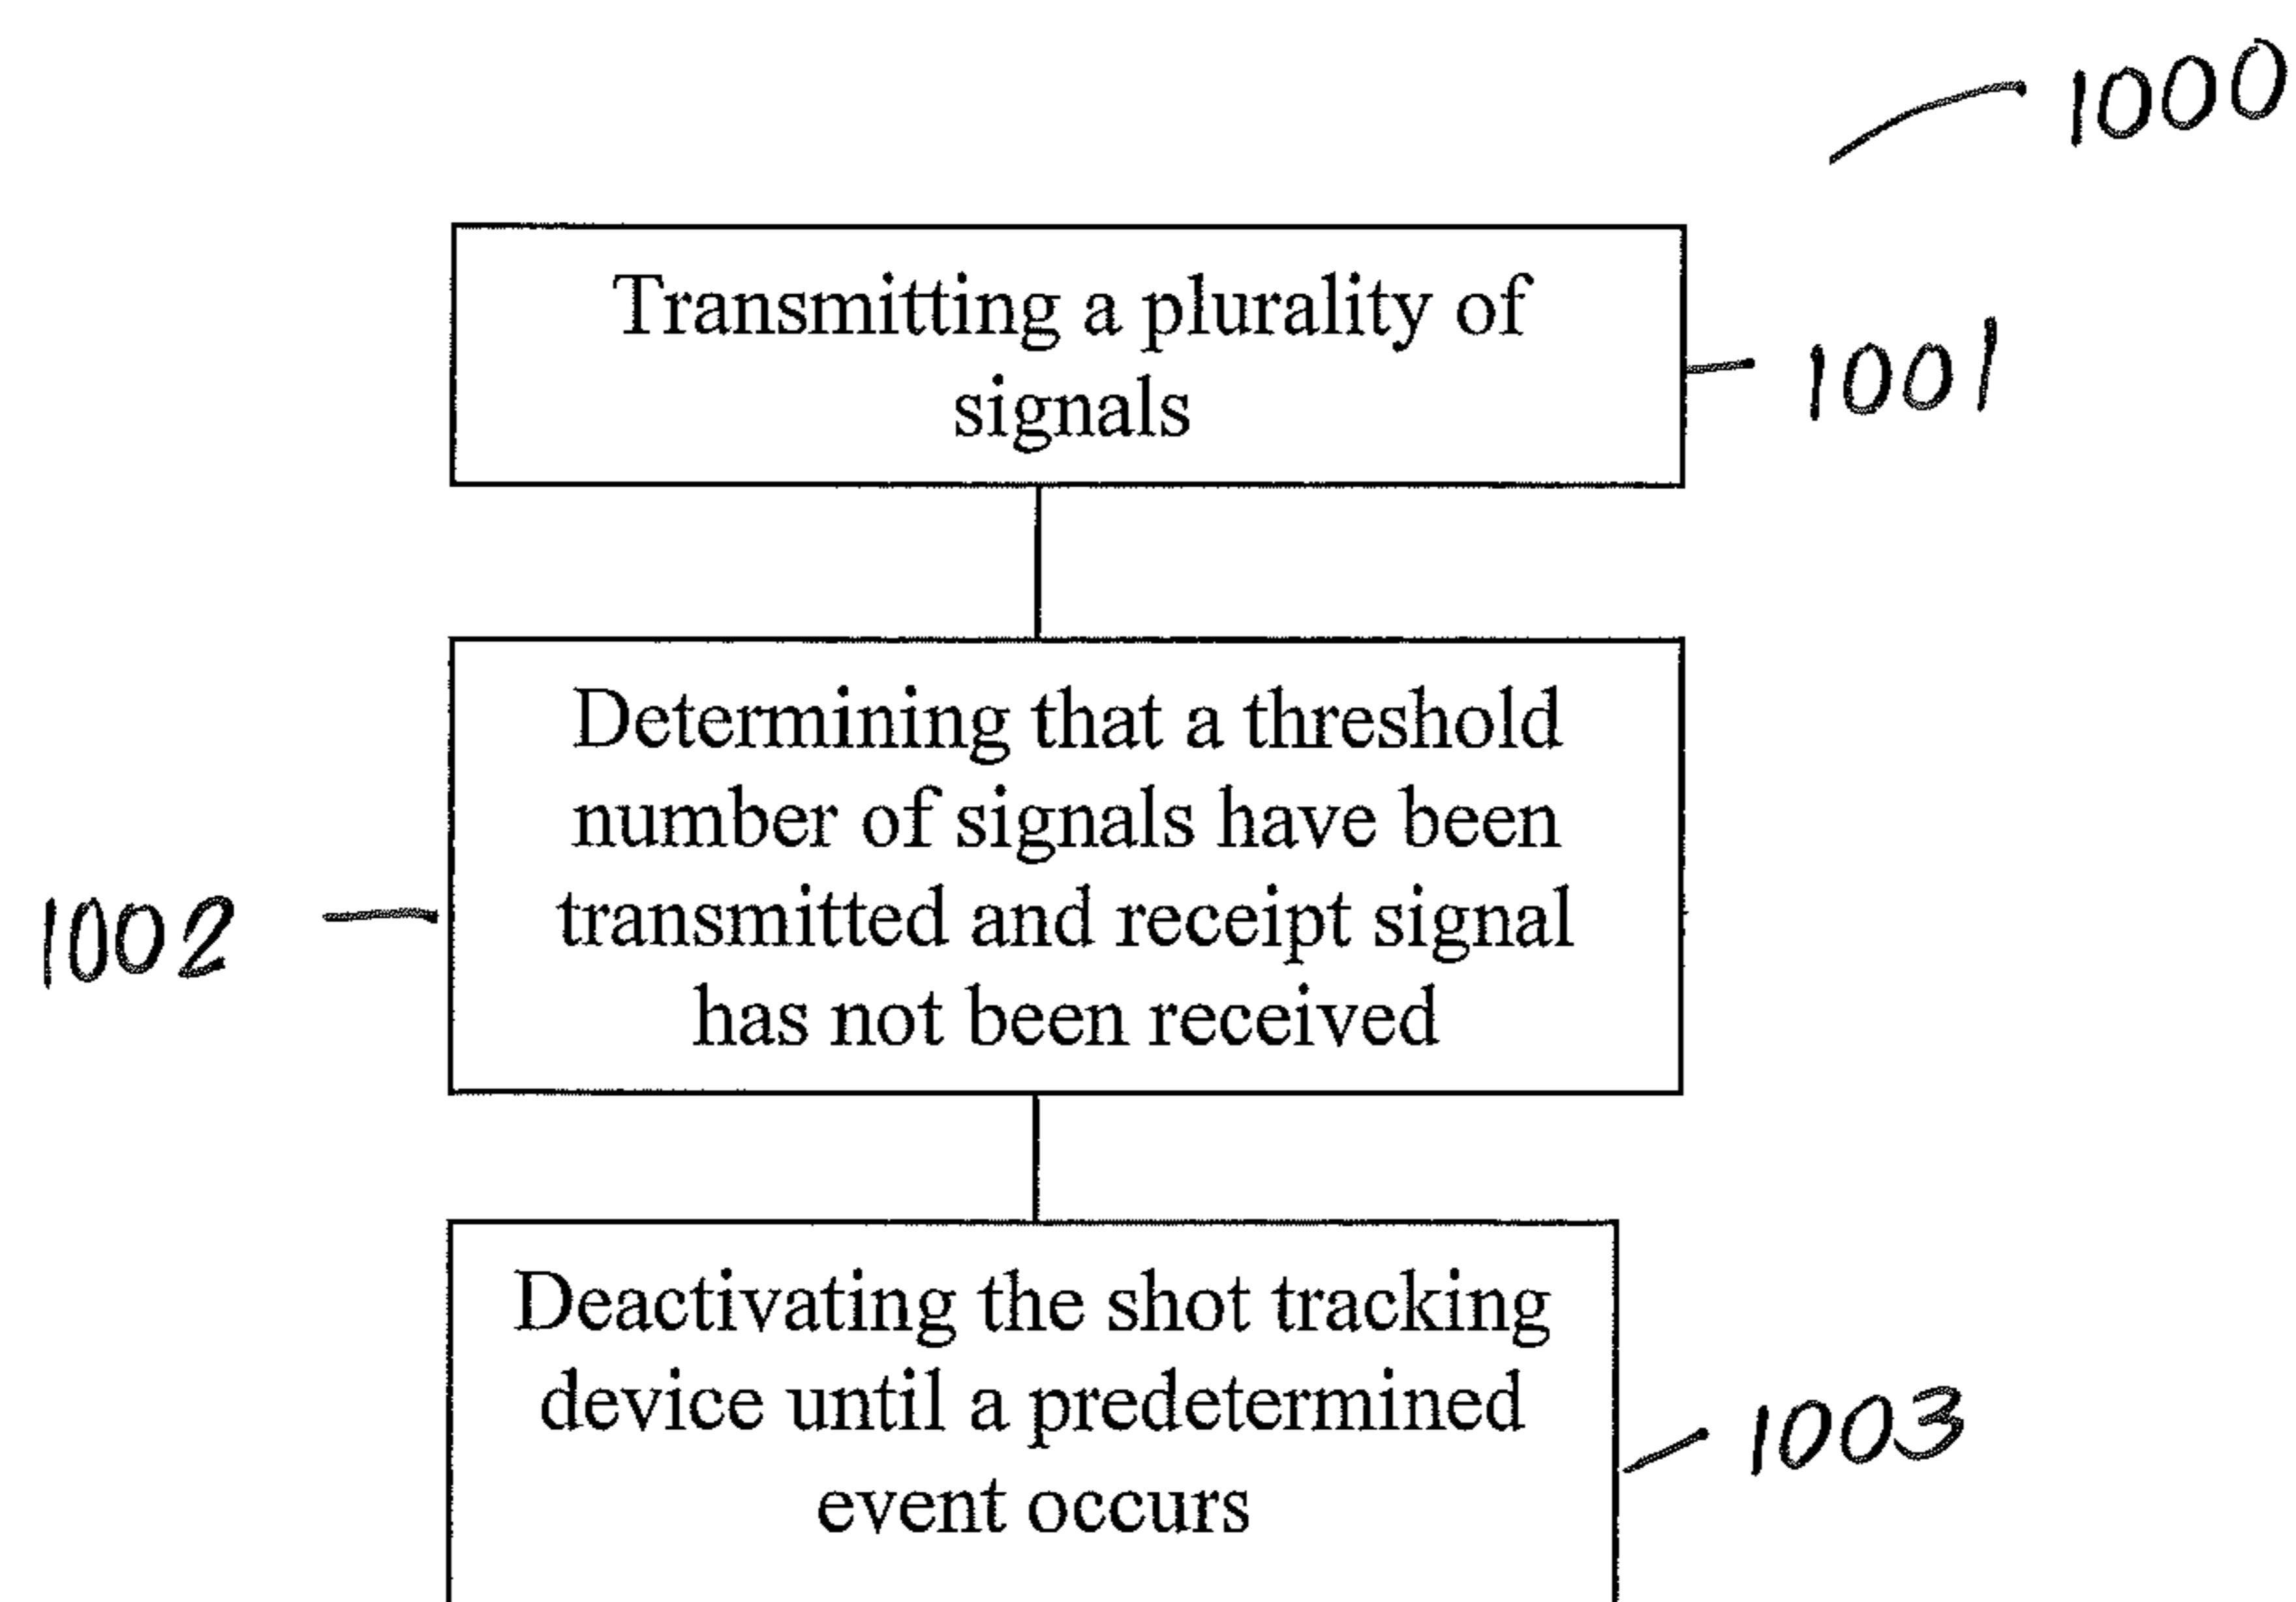 1000
Transmitting a plurality of
signals
1001
Determining that a threshold
number of signals have been
transmitted and receipt signal
has not been received
1002
Deactivating the shot tracking
device until a predetermined
event occurs
1003